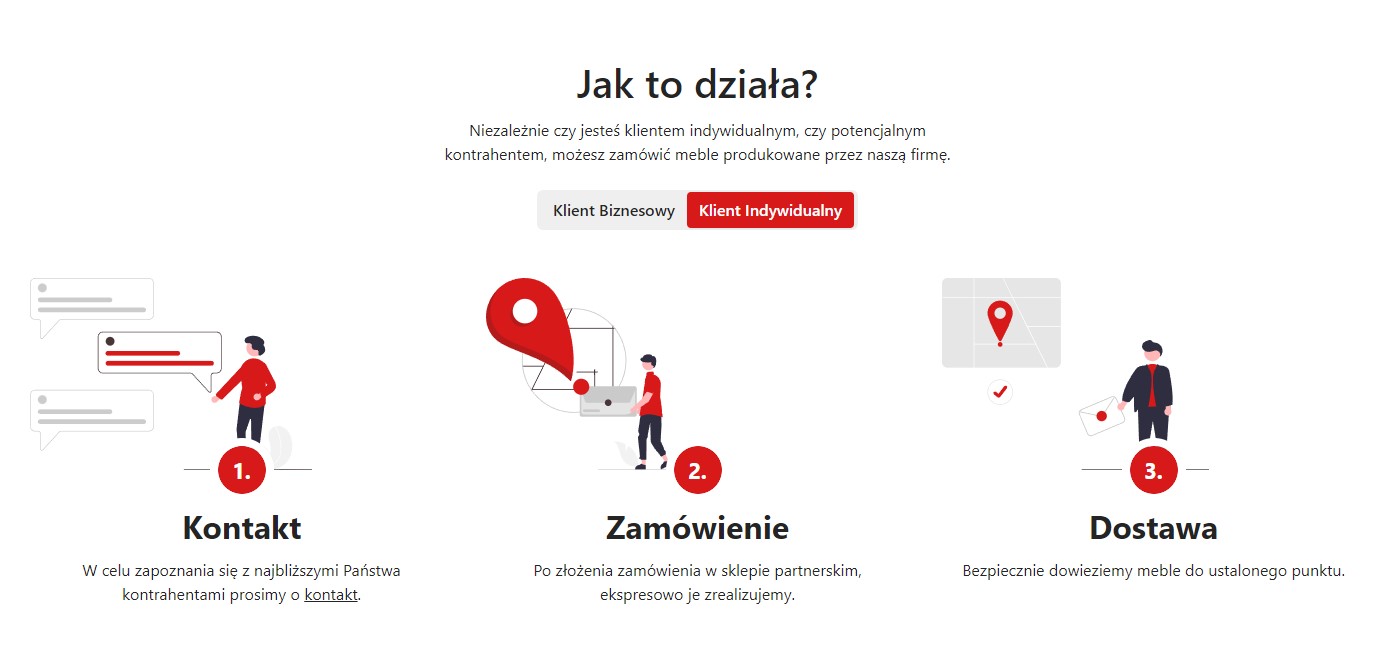 Jak to działa?
Niezależnie czy jesteś klientem indywidualnym, czy potencjalnym
kontrahentem, możesz zamówić meble produkowane przez naszą firmę.
Klient Biznesowy
Klient Indywidualny
1.
Kontakt
W celu zapoznania się z najbliższymi Państwa
kontrahentami prosimy o kontakt.
2.
Zamówienie
Po złożenia zamówienia w sklepie partnerskim,
ekspresowo je zrealizujemy.
3.
Dostawa
Bezpiecznie dowieziemy meble do ustalonego punktu.